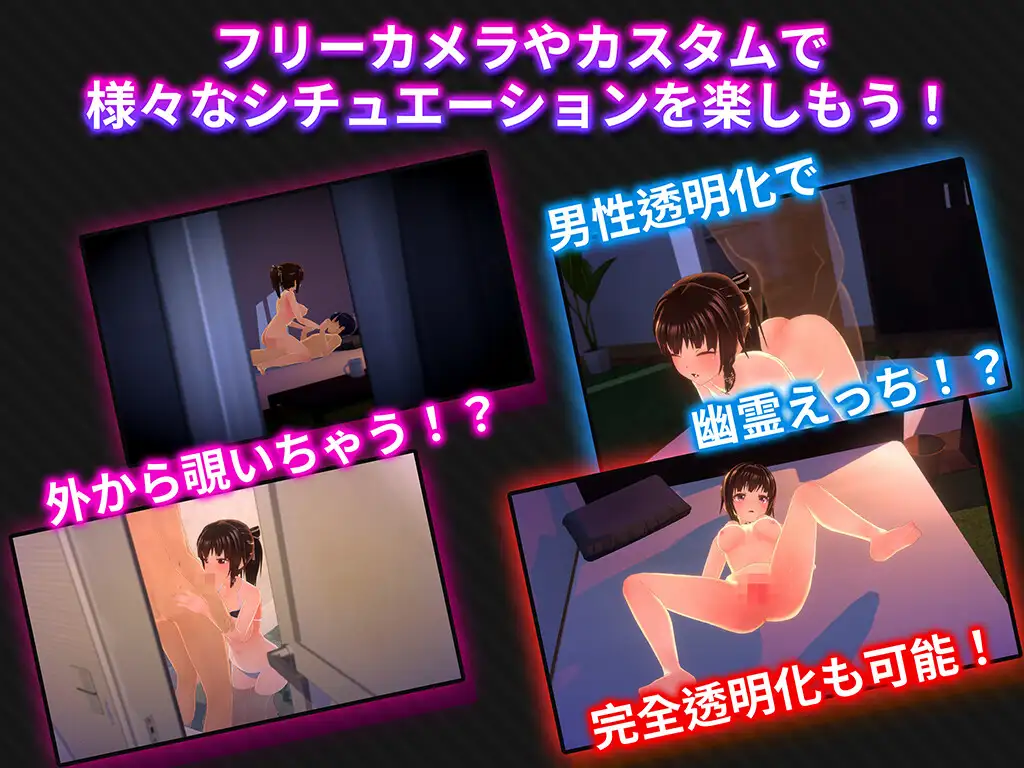 フリーカメラやカスタムで
様々なシチュエーションを楽しもう！
男性透明化で
幽霊えっち！？
外から覗いちゃう！？
完全透明化も可能！